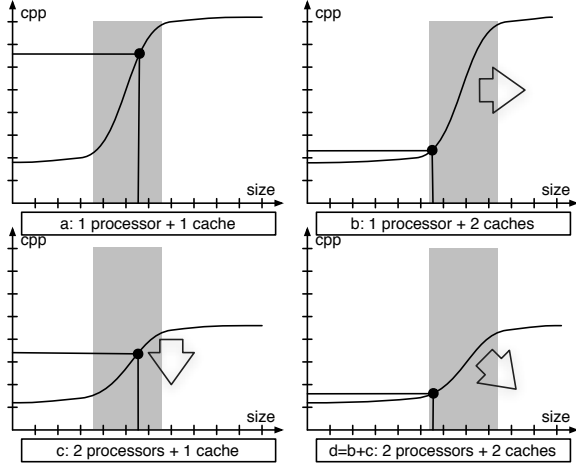 cpp
cpp
size
size
a: 1 processor + 1 cache
b: 1 processor + 2 caches
cpp
cpp
size
size
c: 2 processors + 1 cache
d=b+c: 2 processors + 2 caches